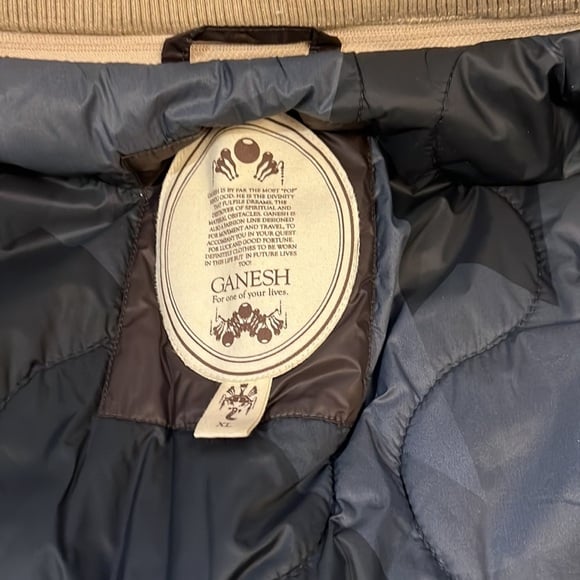 GANESH IS BY FAR THE MOST "POP"
HINDU GOD. HE IS THE DIVINITY
THAT FULFILS DREAMS, THE
DESTROYER OF SPIRITUAL AND
MATERIAL OBSTACLES. GANESH IS
ALSO A FASHION LINE DESIGNED
FOR MOVEMENT AND TRAVEL, TO
ACCOMPANY YOU IN YOUR QUEST
FOR LUCK AND GOOD FORTUNE.
DEFINITELY CLOTHES TO BE WORN
IN THIS LIFE BUT IN FUTURE LIVES
TOO!
GANESH
For one of your lives.
XL